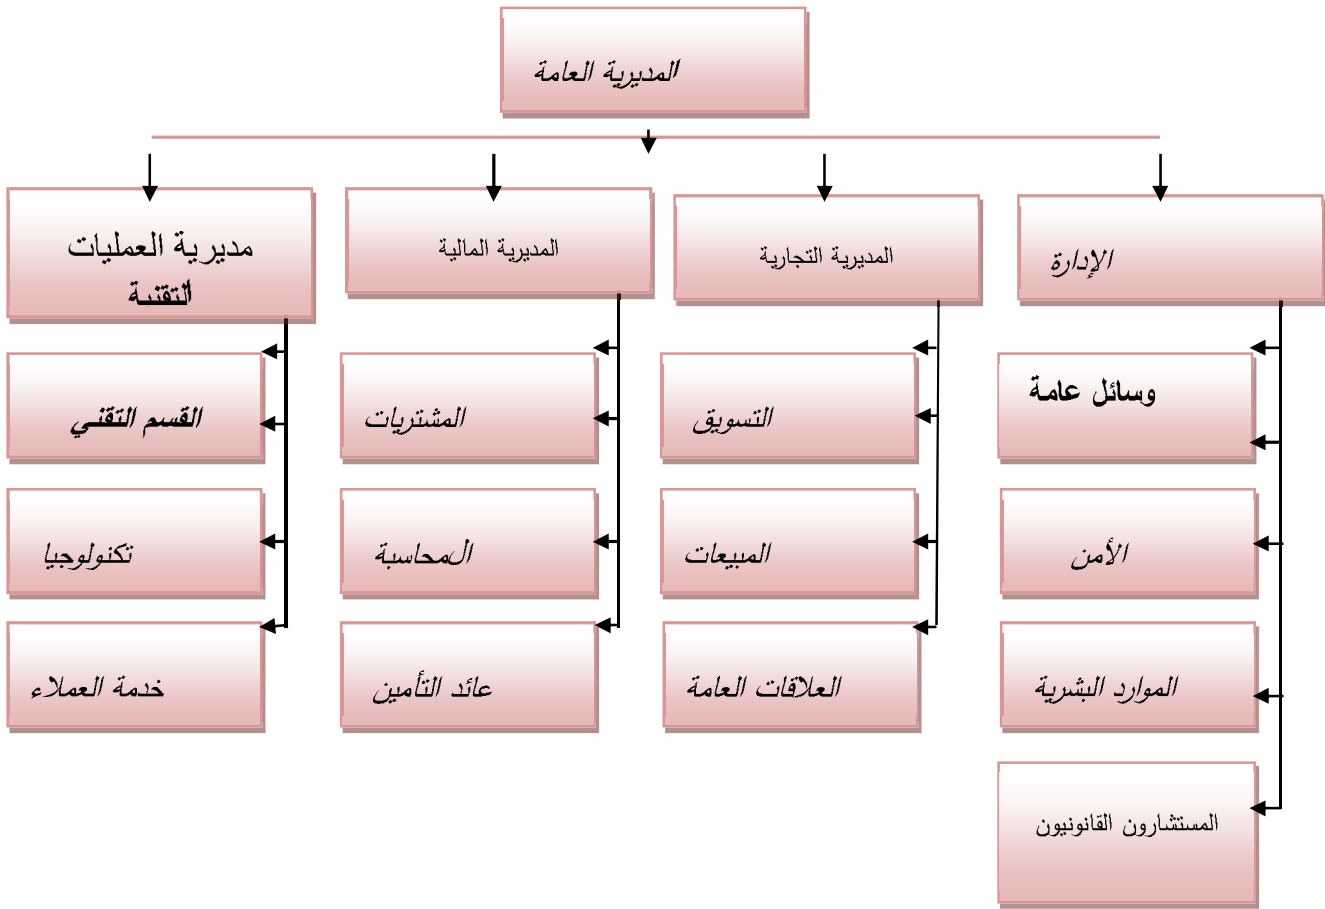 المديرية العامة
الإدارة
المديرية التجارية
المديرية المالية
مديرية العمليات
التقنية
وسائل عامة
التسويق
المشتريات
القسم التقني
الأمن
المبيعات
المحاسبة
تكنولوجيا
الموارد البشرية
العلاقات العامة
عائد التأمين
خدمة العملاء
المستشارون القانونيون